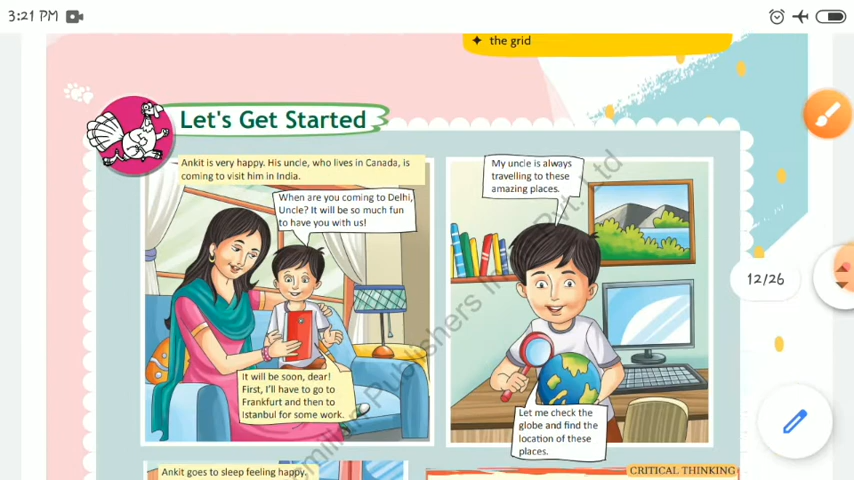 3:21 PM
✦ the grid
Let's Get Started
Ankit is very happy. His uncle, who lives in Canada, is
coming to visit him in India.
When are you coming to Delhi,
Uncle? It will be so much fun
to have you with us!
It will be soon, dear!
First, I'll have to go to
Frankfurt and then to
Istanbul for some work.
My uncle is always
travelling to these
amazing places.
Let me check the
globe and find the
location of these
places.
12/26
Ankit goes to sleep feeling happy.
CRITICAL THINKING
Publishers
Pvt. Ltd